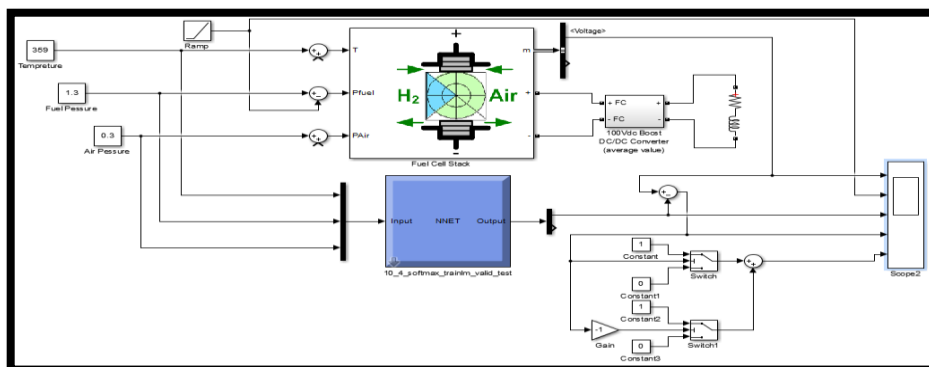 Ramp
359
Tempreture
1.3
Fuel Pessure
0.3
Air Pessure
T
Pfuel
PAir
H2
Air
+
-
m
+
-
Fuel Cell Stack
<Voltage>
+ FC +
- FC -
100Vdc Boost
DC/DC Converter
(average value)
Input NNET Output
10_4_softmax_trainlm_valid_test
1
Constant
0
Constant1
Switch
1
Constant2
-1
Gain
0
Constant3
Switch1
Scope2